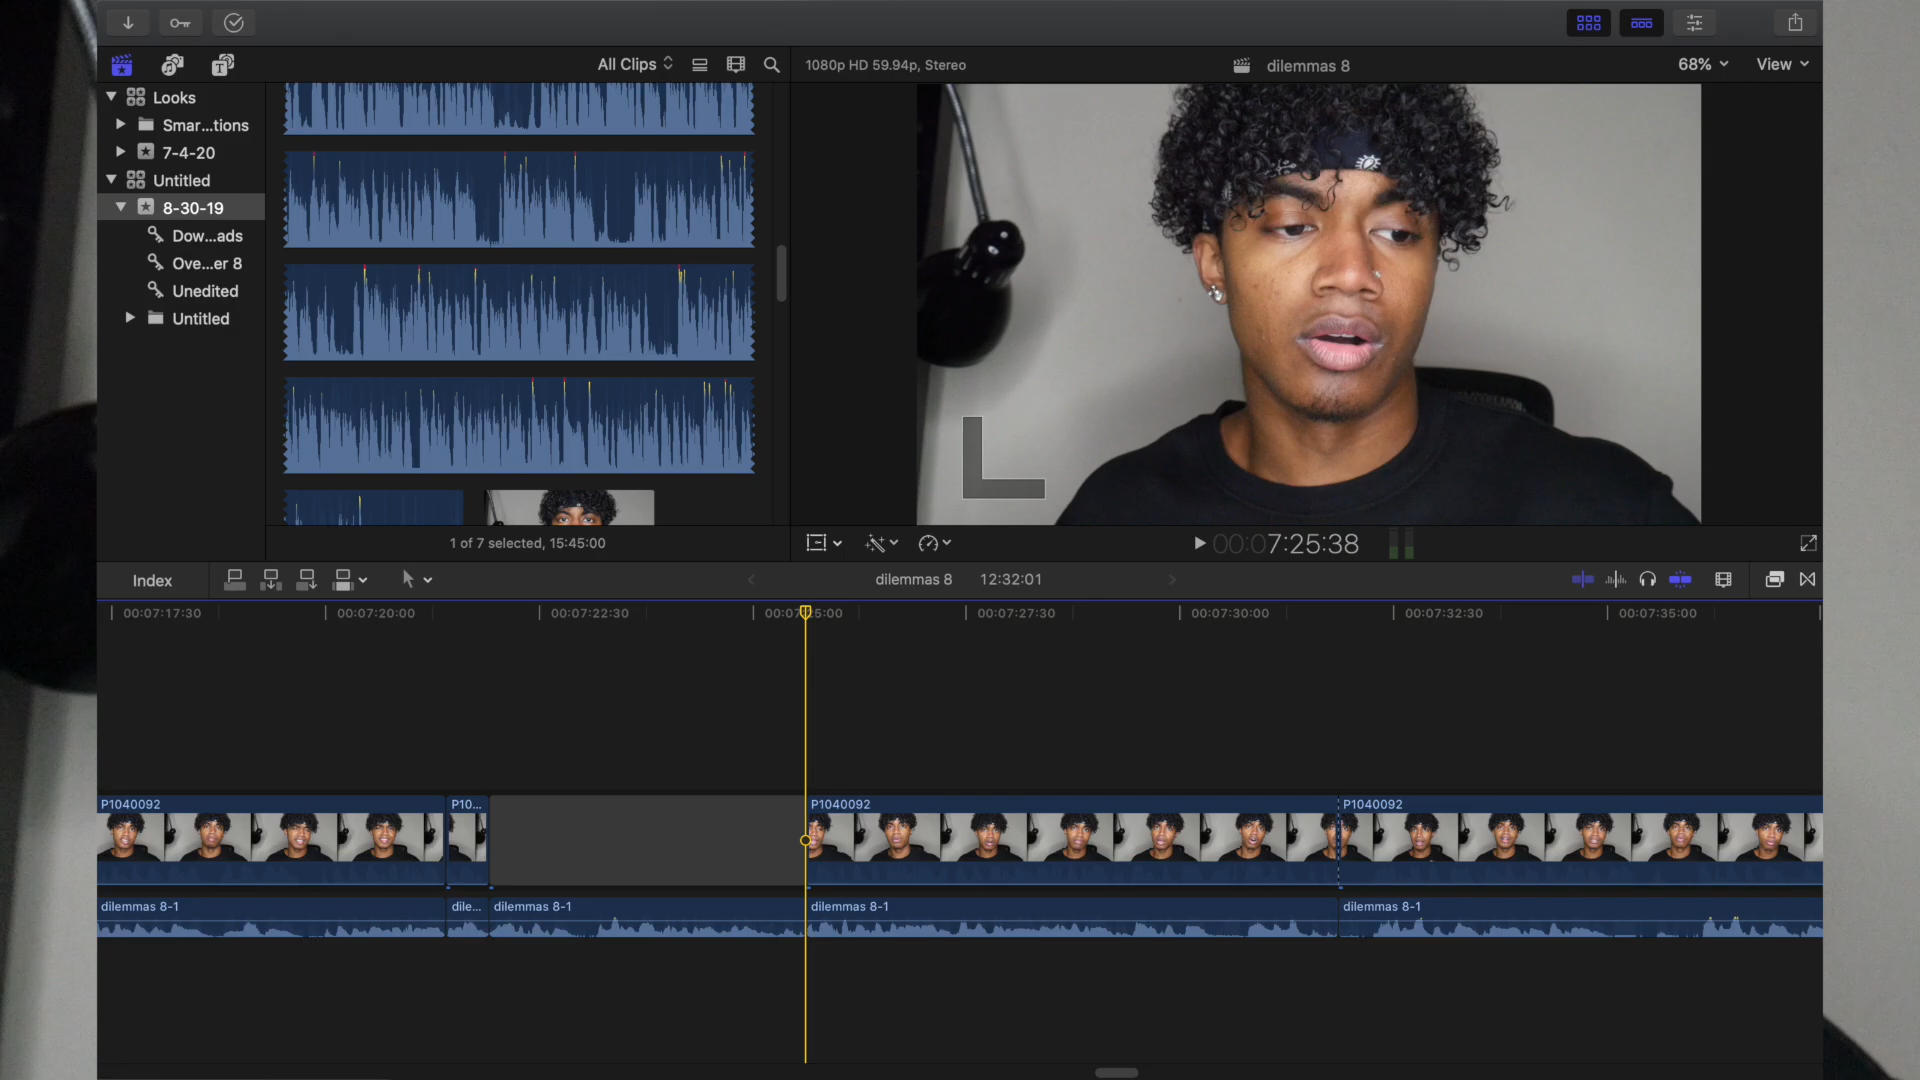 All Clips
1080p HD 59.94p, Stereo
dilemmas 8
68%
View
Looks
Smar...tions
7-4-20
Untitled
8-30-19
Dow...ads
Ove...er 8
Unedited
Untitled
1 of 7 selected, 15:45:00
00:07:25:38
Index
dilemmas 8
12:32:01
00:07:17:30
00:07:20:00
00:07:22:30
00:07:25:00
00:07:27:30
00:07:30:00
00:07:32:30
00:07:35:00
P1040092
P10...
P1040092
P1040092
dilemmas 8-1
dile...
dilemmas 8-1
dilemmas 8-1
dilemmas 8-1